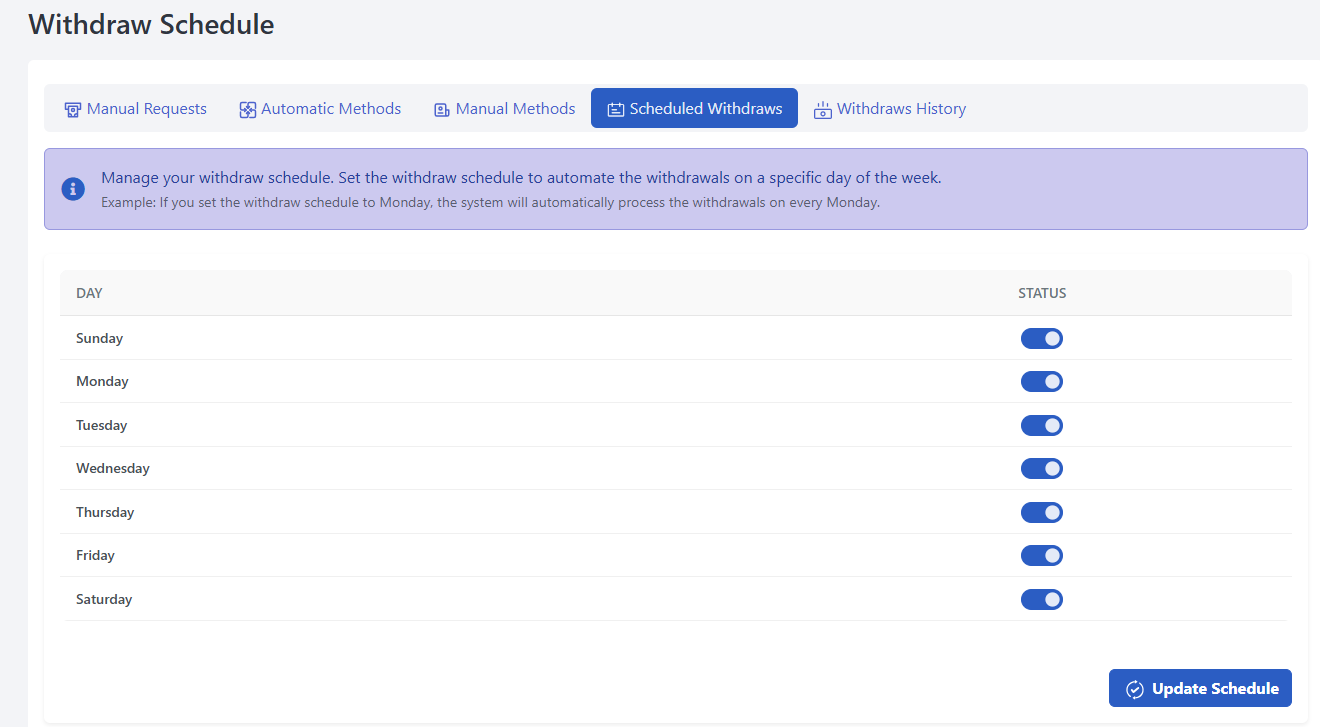 Withdraw Schedule
Manual Requests Automatic Methods Manual Methods Scheduled Withdraws Withdraws History
Manage your withdraw schedule. Set the withdraw schedule to automate the withdrawals on a specific day of the week.
Example: If you set the withdraw schedule to Monday, the system will automatically process the withdrawals on every Monday.
DAY STATUS
Sunday
Monday
Tuesday
Wednesday
Thursday
Friday
Saturday
Update Schedule